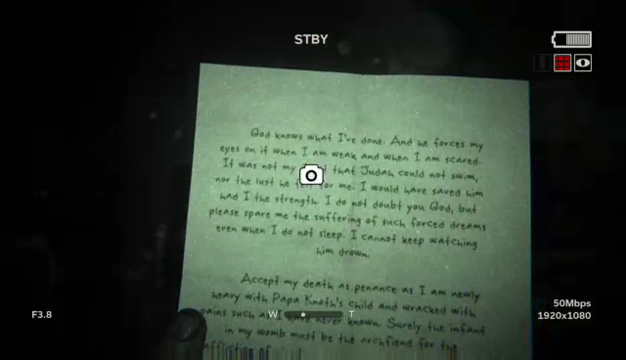 STBY
God knows what I've done. And he forces my
eyes on it when I am weak and when I am scared.
It was not my that Judah could not swim,
nor the lust he for me. I would have saved him
had I the strength. I do not doubt you God, but
please spare me the suffering of such forced dreams
even when I do not sleep. I cannot keep watching
him drown.
Accept my death as penance as I am newly
heavy with Papa Knoth's child and wracked with
pains such have never known. Surely the infant
in my womb must be the archfiend for the
of
F3.8
W T
50Mbps
1920x1080